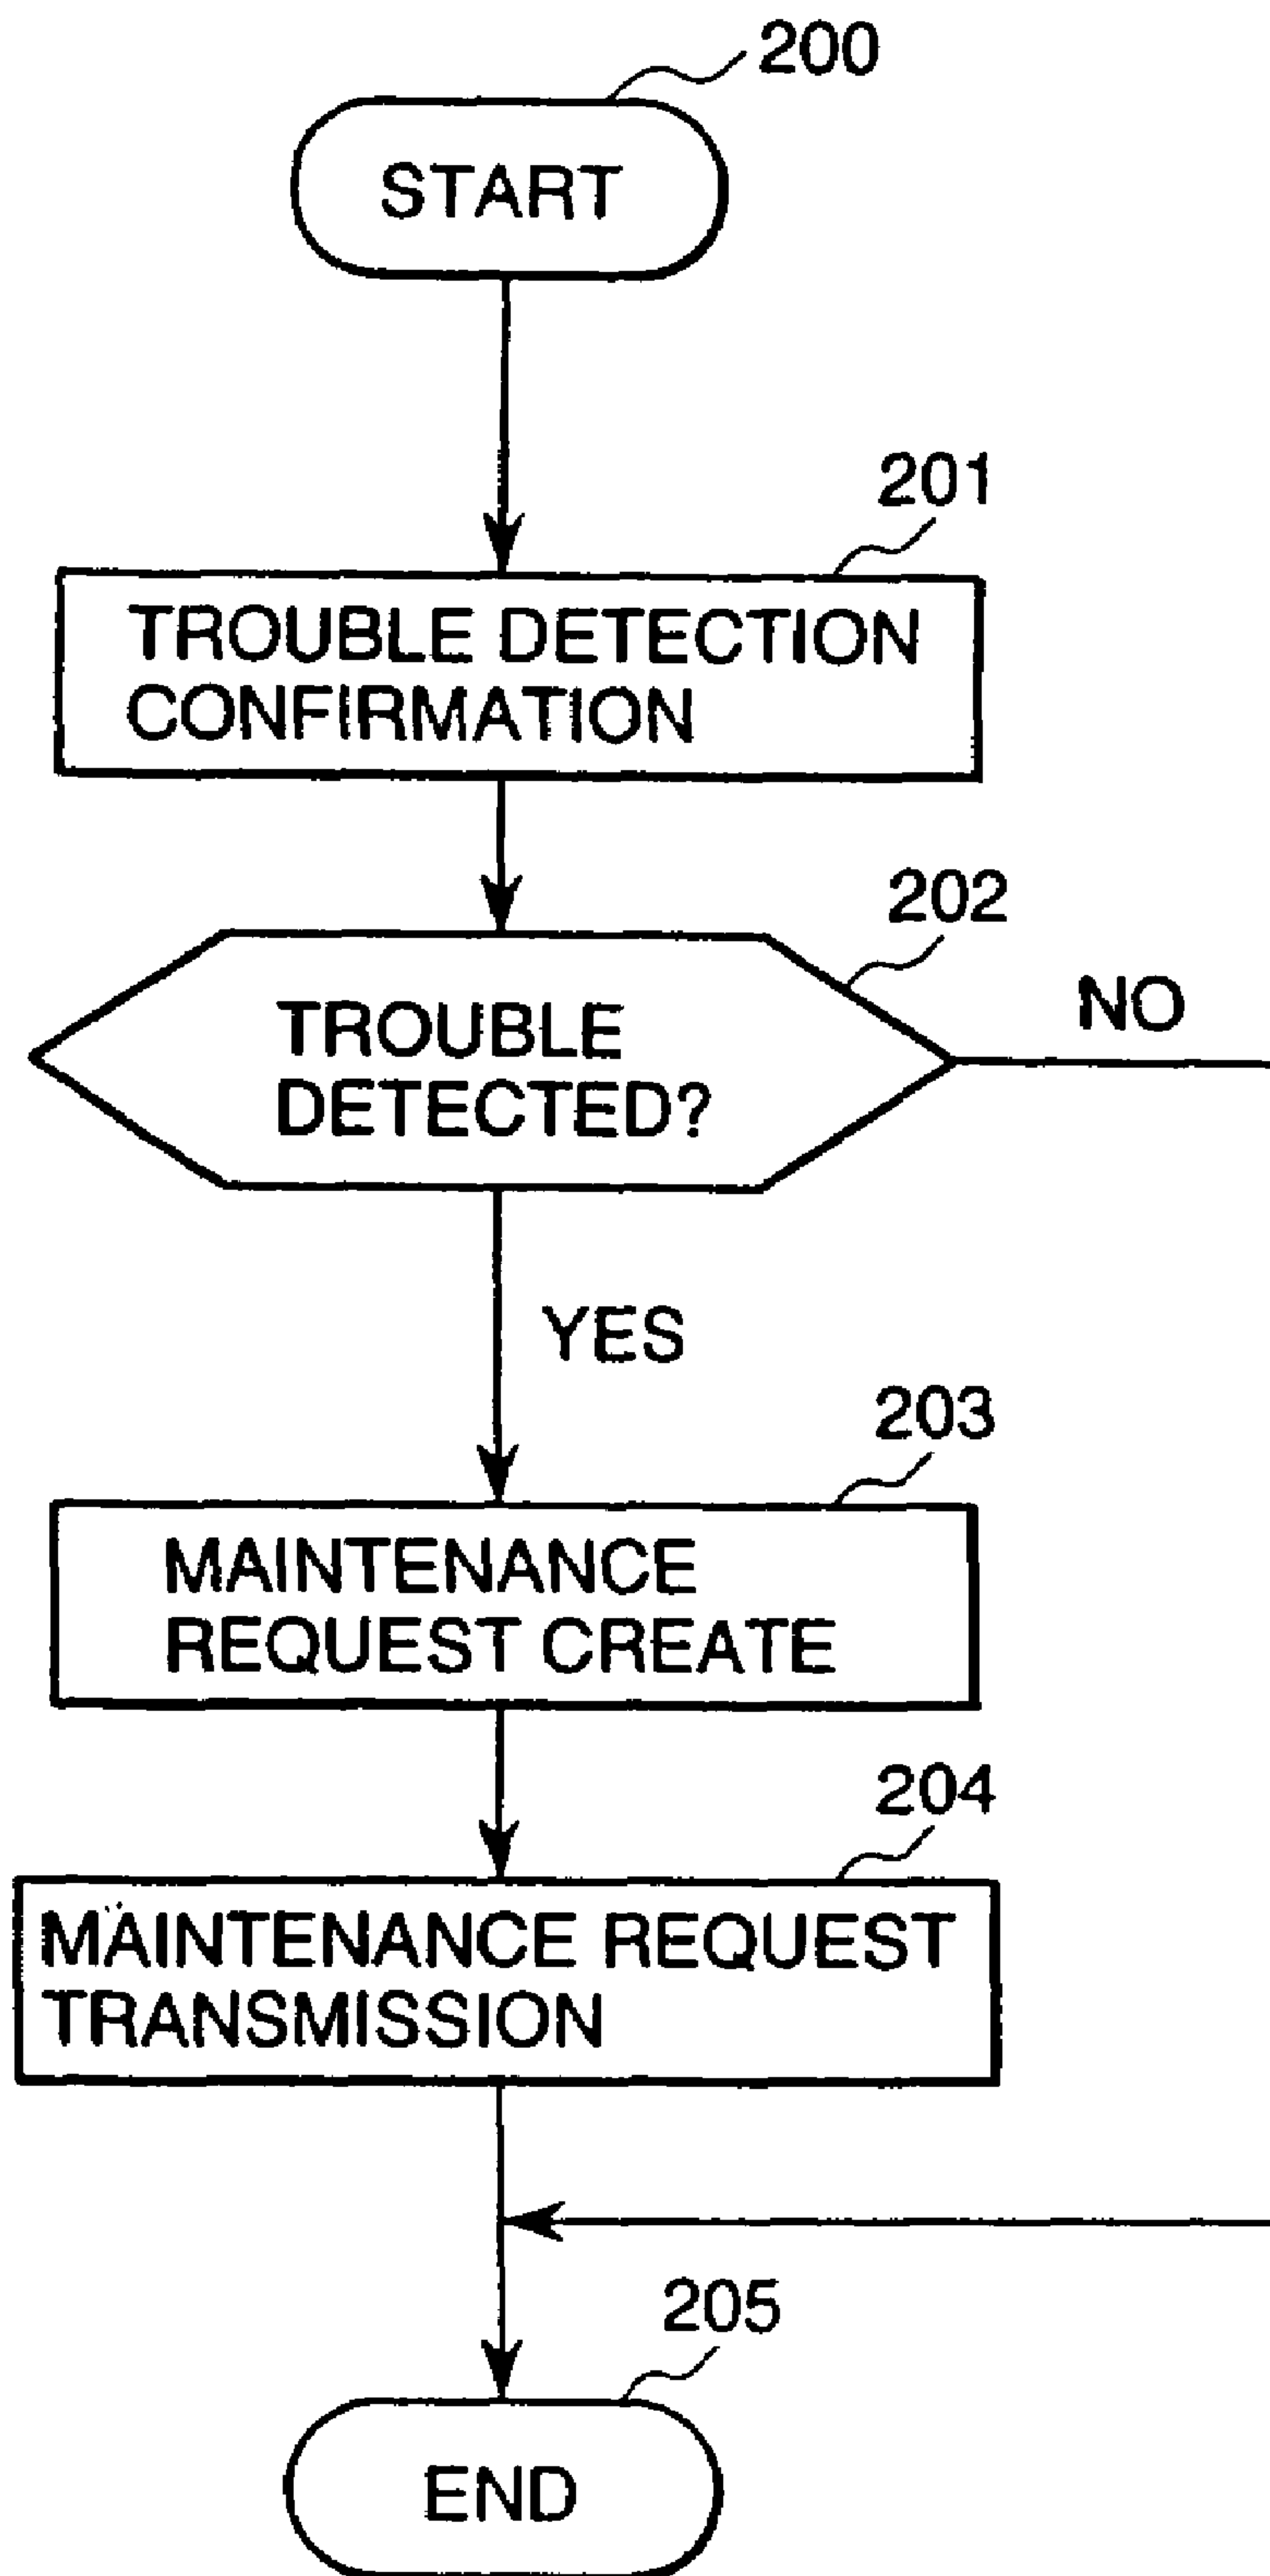 200
START
201
TROUBLE DETECTION
CONFIRMATION
202
TROUBLE
DETECTED?
NO
YES
203
MAINTENANCE
REQUEST CREATE
204
MAINTENANCE REQUEST
TRANSMISSION
205
END